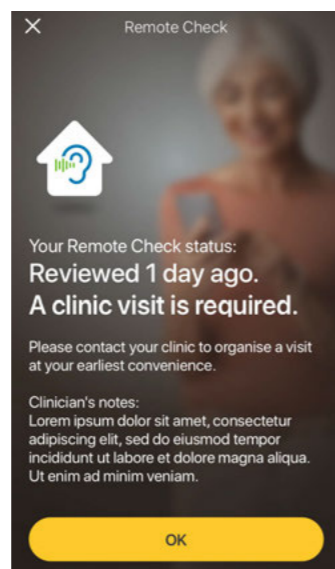 Remote Check
Your Remote Check status:
Reviewed 1 day ago.
A clinic visit is required.
Please contact your clinic to organise a visit
at your earliest convenience.
Clinician's notes:
Lorem ipsum dolor sit amet, consectetur
adipiscing elit, sed do eiusmod tempor
incididunt ut labore et dolore magna aliqua.
Ut enim ad minim veniam.
OK